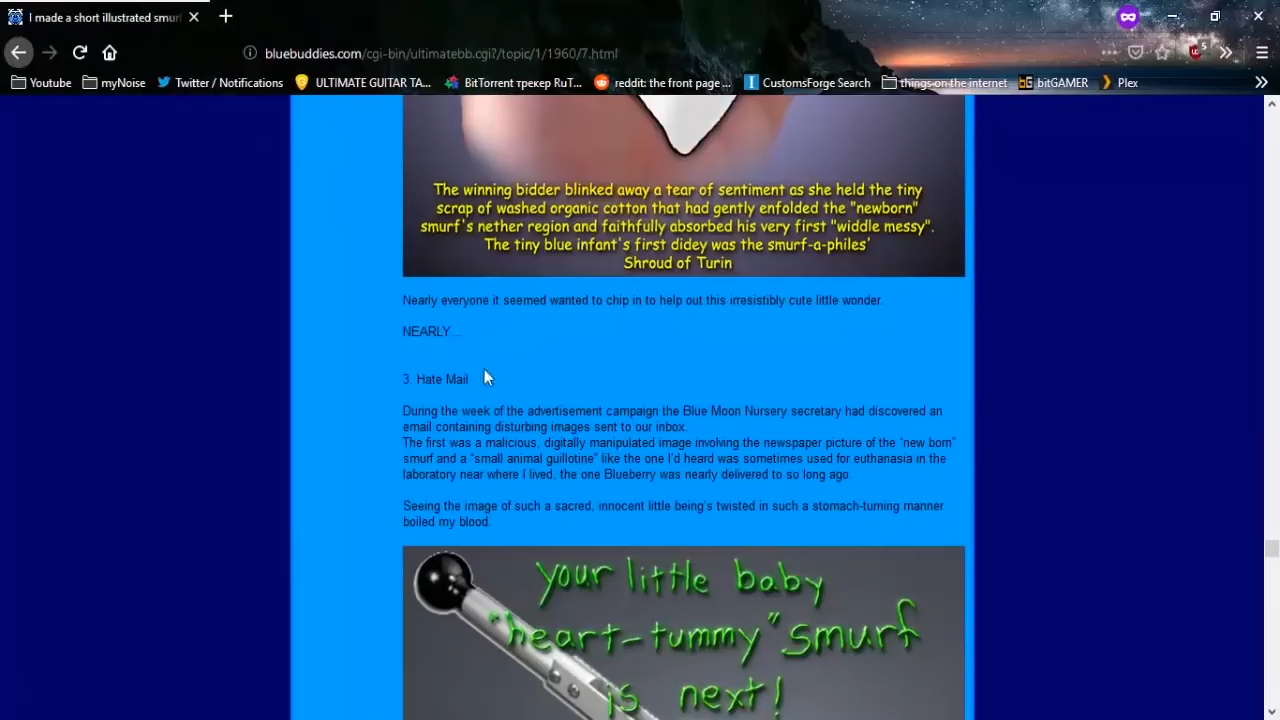 I made a short illustrated smurf
bluebuddies.com/cgi-bin/ultimatebb.cgi?/topic/1/1960/7.html
5
Youtube
myNoise
Twitter / Notifications
ULTIMATE GUITAR TA...
BitTorrent трекер RuT...
reddit: the front page ...
CustomsForge Search
things on the internet
bitGAMER
Plex
The winning bidder blinked away a tear of sentiment as she held the tiny
scrap of washed organic cotton that had gently enfolded the "newborn"
smurf's nether region and faithfully absorbed his very first "widdle messy".
The tiny blue infant's first didey was the smurf-a-philes'
Shroud of Turin
Nearly everyone it seemed wanted to chip in to help out this irresistibly cute little wonder.
NEARLY...
3. Hate Mail
During the week of the advertisement campaign the Blue Moon Nursery secretary had discovered an
email containing disturbing images sent to our inbox.
The first was a malicious, digitally manipulated image involving the newspaper picture of the "new born"
smurf and a "small animal guillotine" like the one I'd heard was sometimes used for euthanasia in the
laboratory near where I lived, the one Blueberry was nearly delivered to so long ago.
Seeing the image of such a sacred, innocent little being's twisted in such a stomach-turning manner
boiled my blood.
your little baby
"heart-tummy" smurf
is next!